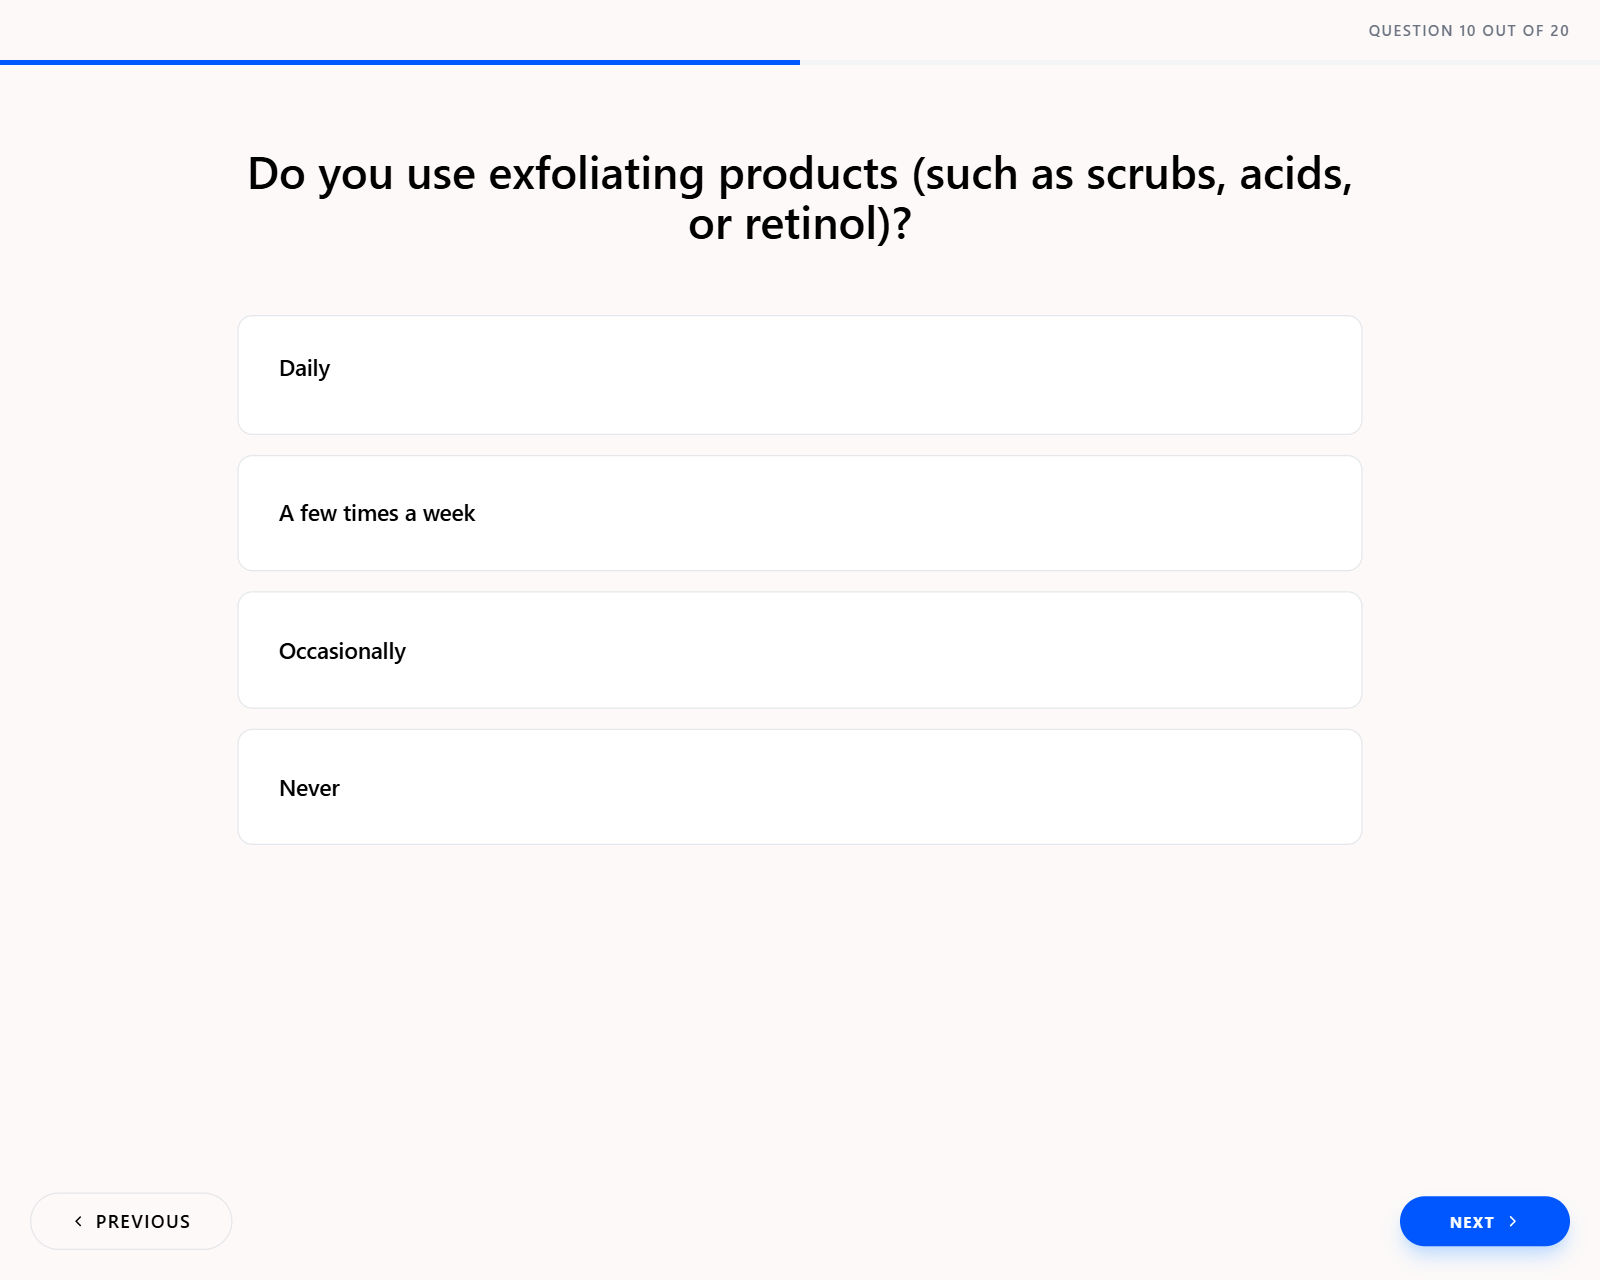 QUESTION 10 OUT OF 20
Do you use exfoliating products (such as scrubs, acids,
or retinol)?
Daily
A few times a week
Occasionally
Never
PREVIOUS
NEXT